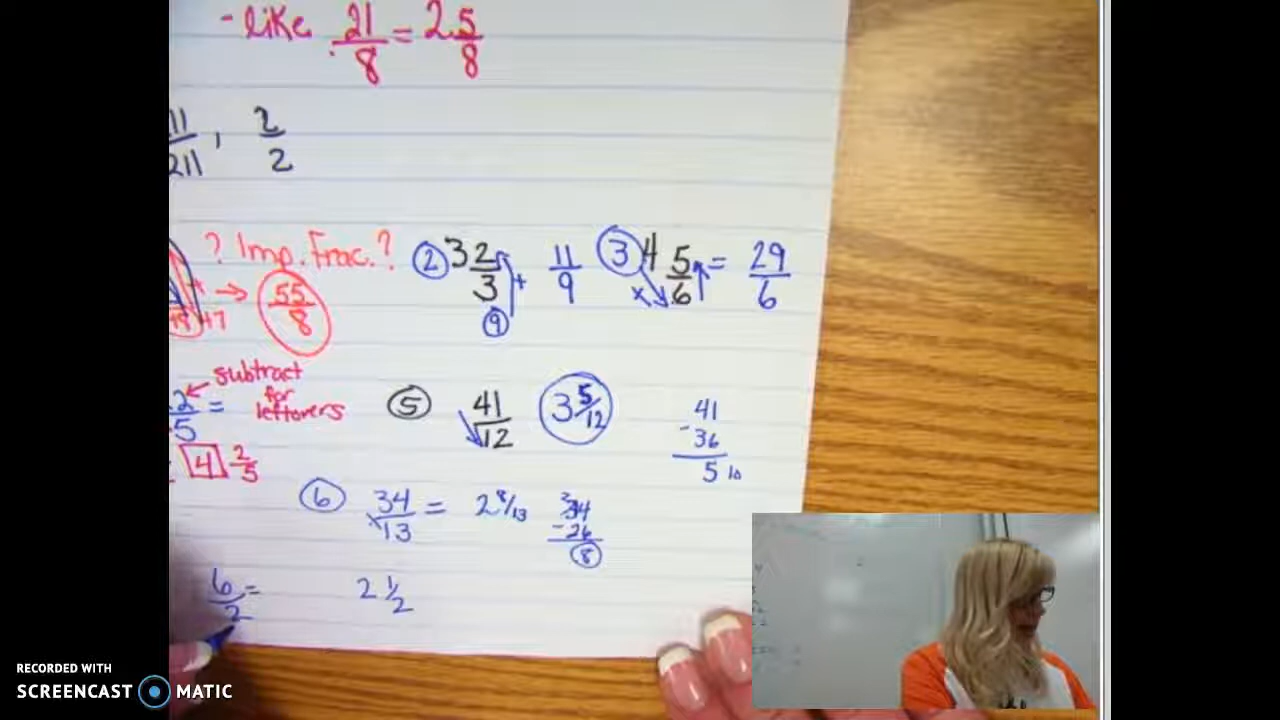 -like 21/8 = 2 5/8
11/211, 2/2
? Imp. Frac. ?
→ 55/8
② 3 2/3 + 11/9
9
③ 4 5/6 = 29/6
x
subtract
for
leftovers
2/5 =
4 2/5
⑤ 41/12 3 5/12
41
- 36
5
⑥ 34/13 = 2 8/13
34
- 26
8
6/2 = 2 1/2
RECORDED WITH
SCREENCAST MATIC